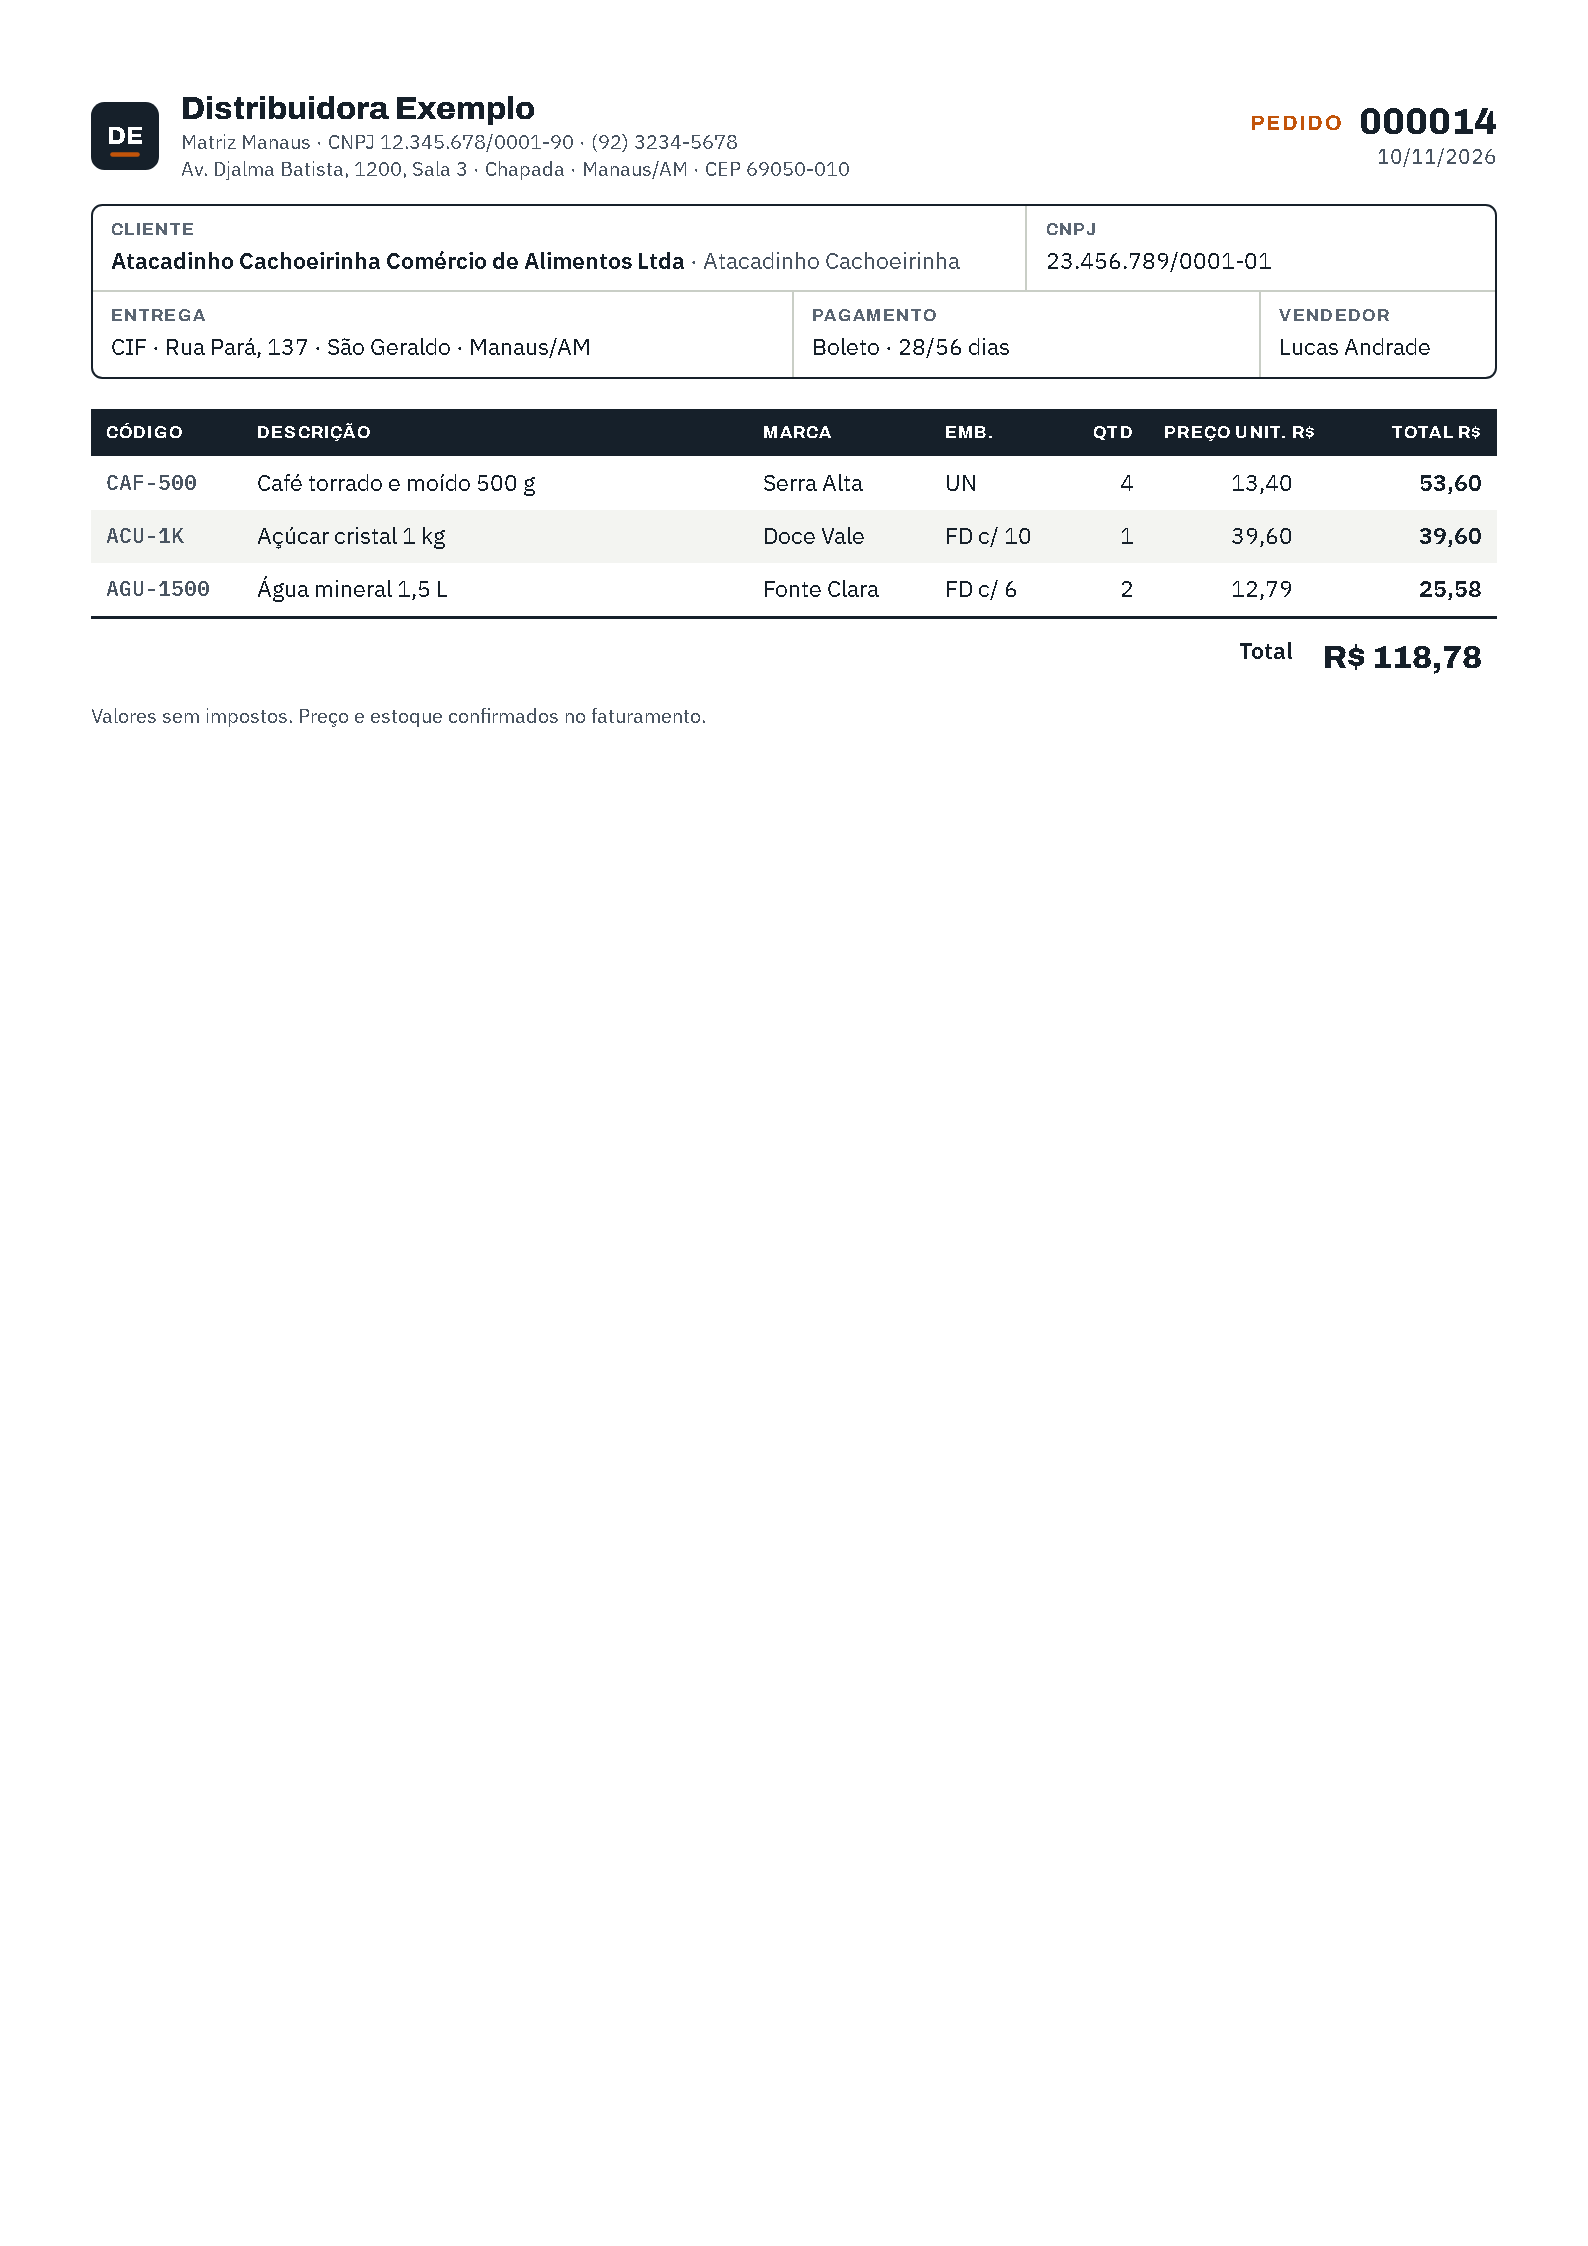 DE
Distribuidora Exemplo
Matriz Manaus · CNPJ 12.345.678/0001-90 · (92) 3234-5678
Av. Djalma Batista, 1200, Sala 3 · Chapada · Manaus/AM · CEP 69050-010
PEDIDO 000014
10/11/2026
CLIENTE
Atacadinho Cachoeirinha Comércio de Alimentos Ltda · Atacadinho Cachoeirinha
CNPJ
23.456.789/0001-01
ENTREGA
CIF · Rua Pará, 137 · São Geraldo · Manaus/AM
PAGAMENTO
Boleto · 28/56 dias
VENDEDOR
Lucas Andrade
CÓDIGO DESCRIÇÃO MARCA EMB. QTD PREÇO UNIT. R$ TOTAL R$
CAF-500 Café torrado e moído 500 g Serra Alta UN 4 13,40 53,60
ACU-1K Açúcar cristal 1 kg Doce Vale FD c/ 10 1 39,60 39,60
AGU-1500 Água mineral 1,5 L Fonte Clara FD c/ 6 2 12,79 25,58
Total R$ 118,78
Valores sem impostos. Preço e estoque confirmados no faturamento.